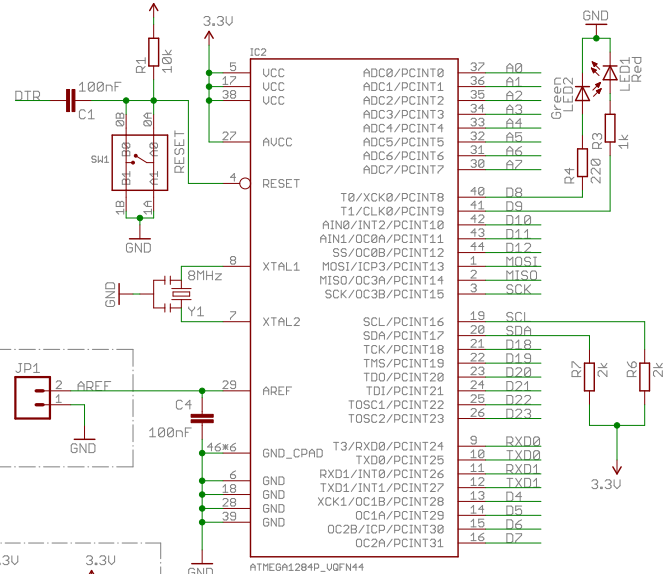 GND
3.3V
IC2
R1
10k
5 VCC ADC0/PCINT0 37 A0
17 VCC ADC1/PCINT1 36 A1
38 VCC ADC2/PCINT2 35 A2
ADC3/PCINT3 34 A3
ADC4/PCINT4 33 A4
27 AVCC ADC5/PCINT5 32 A5
ADC6/PCINT6 31 A6
ADC7/PCINT7 30 A7
LED1
Red
Green
LED2
R3
1k
R4
220
DTR 100nF
C1
0B 0A
B0 A0
SW1
B1 A1
1B 1A
RESET
GND
4 RESET
T0/XCK0/PCINT8 40 D8
T1/CLK0/PCINT9 41 D9
AIN0/INT2/PCINT10 42 D10
AIN1/OC0A/PCINT11 43 D11
SS/OC0B/PCINT12 44 D12
8 XTAL1 MOSI/ICP3/PCINT13 1 MOSI
8MHz MISO/OC3A/PCINT14 2 MISO
SCK/OC3B/PCINT15 3 SCK
GND
Y1
7 XTAL2 SCL/PCINT16 19 SCL
SDA/PCINT17 20 SDA
TCK/PCINT18 21 D18
TMS/PCINT19 22 D19
TDO/PCINT20 23 D20
TDI/PCINT21 24 D21
TOSC1/PCINT22 25 D22
TOSC2/PCINT23 26 D23
R7
2k
R6
2k
3.3V
JP1
2 AREF 29 AREF
1
GND
C4
100nF
46*6 GND_CPAD T3/RXD0/PCINT24 9 RXD0
TXD0/PCINT25 10 TXD0
6 GND RXD1/INT0/PCINT26 11 RXD1
18 GND TXD1/INT1/PCINT27 12 TXD1
28 GND XCK1/OC1B/PCINT28 13 D4
39 GND OC1A/PCINT29 14 D5
OC2B/ICP/PCINT30 15 D6
OC2A/PCINT31 16 D7
.3V 3.3V GND
ATMEGA1284P_VQFN44